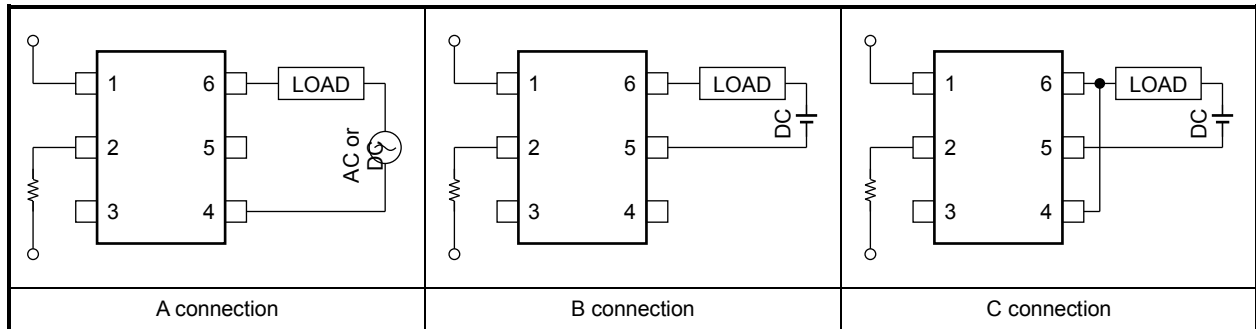 1 6 LOAD
2 5 AC or
DC
3 4
A connection
1 6 LOAD
DC
2 5
3 4
B connection
1 6 LOAD
DC
2 5
3 4
C connection